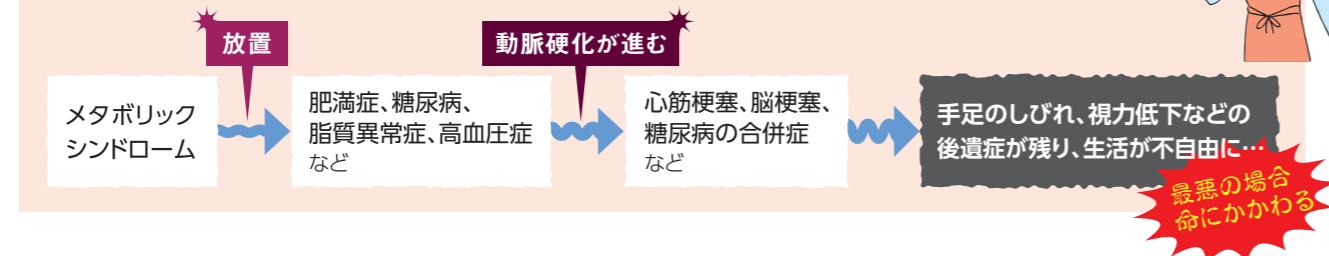 放置
動脈硬化が進む
メタボリック
シンドローム
肥満症、糖尿病、
脂質異常症、高血圧症
など
心筋梗塞、脳梗塞、
糖尿病の合併症
など
手足のしびれ、視力低下などの
後遺症が残り、生活が不自由に…
最悪の場合
命にかかわる